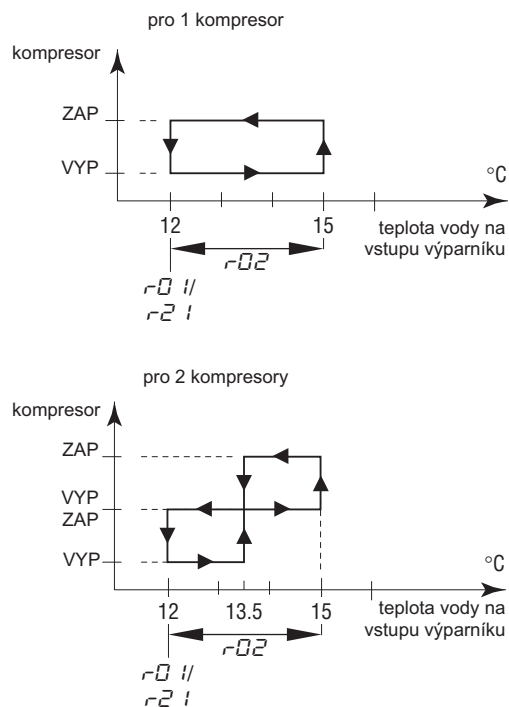 pro 1 kompresor
kompresor
ZAP
VYP
°C
12
15
teplota vody na
vstupu výparníku
r02
r01/
r21
pro 2 kompresory
kompresor
ZAP
VYP
ZAP
VYP
°C
12
13.5
15
teplota vody na
vstupu výparníku
r02
r01/
r21